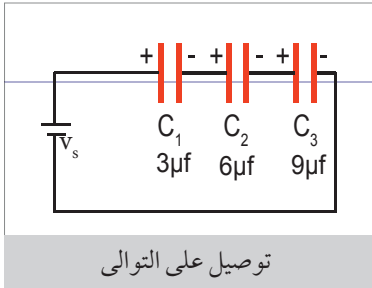 + - + - + -
C₁ C₂ C₃
3µf 6µf 9µf
vₛ
توصيل على التوالى